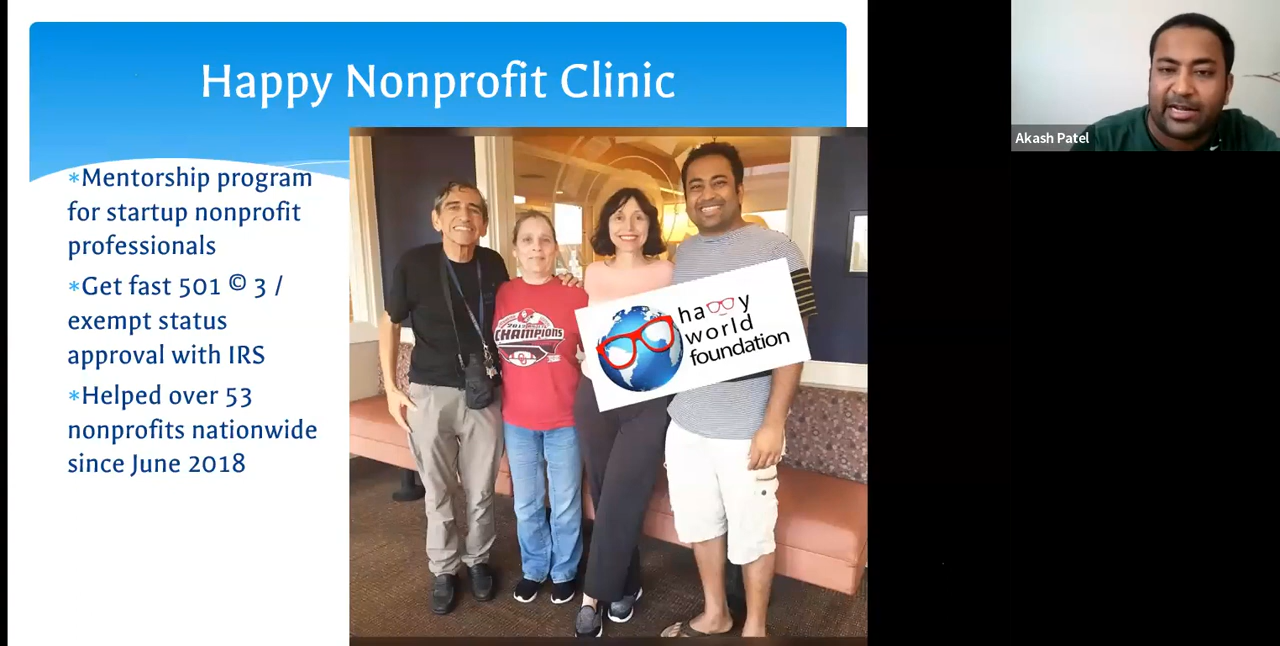 Happy Nonprofit Clinic
*Mentorship program
for startup nonprofit
professionals
*Get fast 501 © 3 /
exempt status
approval with IRS
*Helped over 53
nonprofits nationwide
since June 2018
CHAMPIONS
happy
world
foundation
Akash Patel